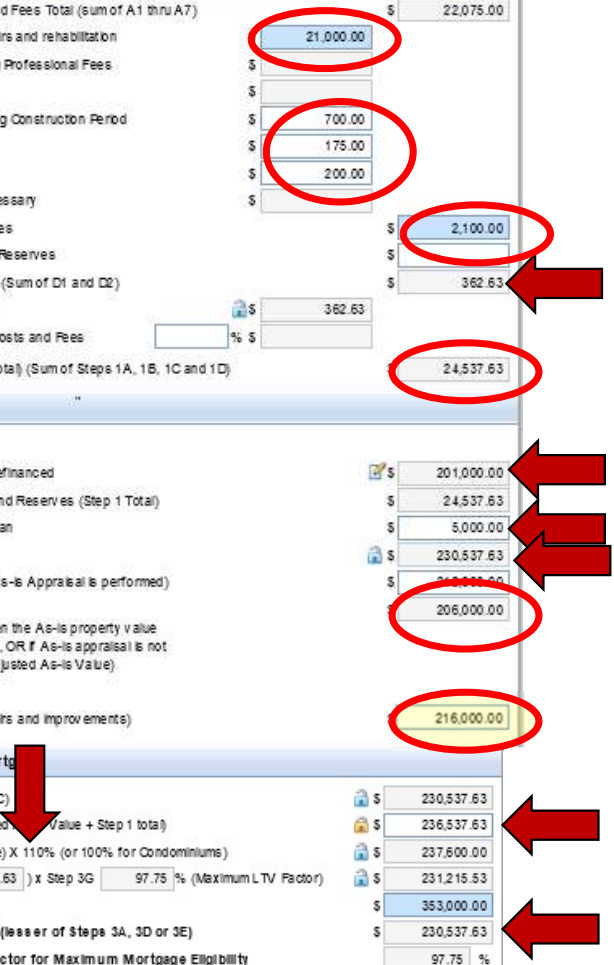 d Fees Total (sum of A1 thru A7) $ 22,075.00
rs and rehabilitation $ 21,000.00
Professional Fees $
$
g Construction Period $ 700.00
$ 175.00
$ 200.00
essary $
es $ 2,100.00
Reserves $
(Sum of D1 and D2) $ 362.63
$ 362.63
osts and Fees % $
otal) (Sum of Steps 1A, 1B, 1C and 1D) $ 24,537.63
"
efinanced $ 201,000.00
nd Reserves (Step 1 Total) $ 24,537.63
an $ 5,000.00
$ 230,537.63
s-is Appraisal is performed) $
$ 206,000.00
n the As-is property value
, OR if As-is appraisal is not
justed As-is Value)
irs and improvements) $ 216,000.00
rtg
C) $ 230,537.63
ed Value + Step 1 total) $ 236,537.63
e) X 110% (or 100% for Condominiums) $ 237,600.00
.63 ) x Step 3G 97.75 % (Maximum LTV Factor) $ 231,215.53
$ 353,000.00
(lesser of Steps 3A, 3D or 3E) $ 230,537.63
ctor for Maximum Mortgage Eligibility 97.75 %